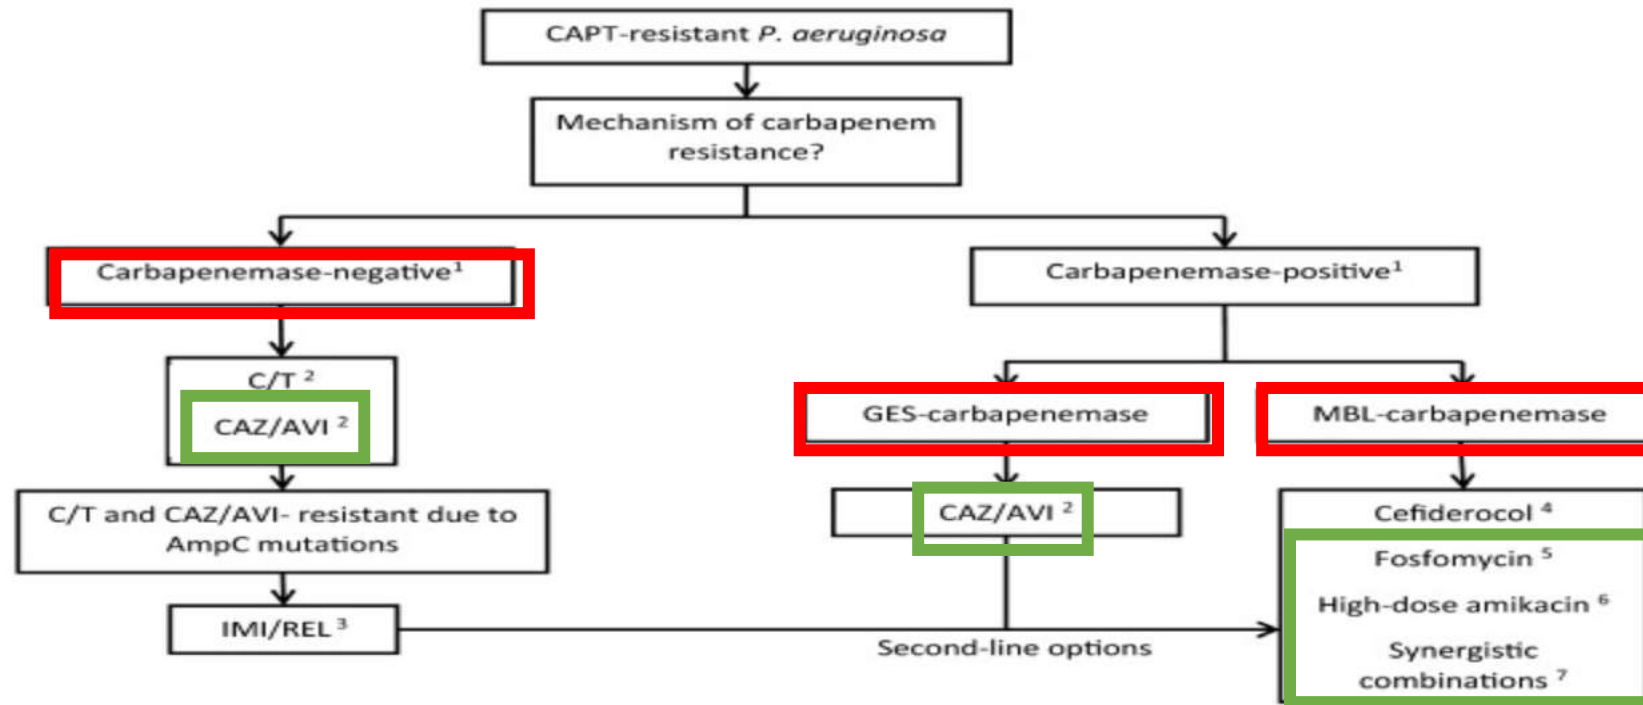 CAPT-resistant P. aeruginosa
Mechanism of carbapenem
resistance?
Carbapenemase-negative¹
Carbapenemase-positive¹
C/T ²
CAZ/AVI ²
GES-carbapenemase
MBL-carbapenemase
C/T and CAZ/AVI- resistant due to
AmpC mutations
CAZ/AVI ²
Cefiderocol ⁴
Fosfomycin ⁵
High-dose amikacin ⁶
Synergistic
combinations ⁷
IMI/REL ³
Second-line options